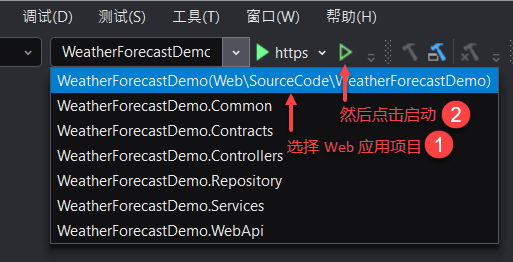 调试(D) 测试(S) 工具(T) 窗口(W) 帮助(H)
WeatherForecastDemo https
WeatherForecastDemo(Web\SourceCode\WeatherForecastDemo)
WeatherForecastDemo.Common
然后点击启动 2
WeatherForecastDemo.Contracts
WeatherForecastDemo.Controllers
选择 Web 应用项目 1
WeatherForecastDemo.Repository
WeatherForecastDemo.Services
WeatherForecastDemo.WebApi